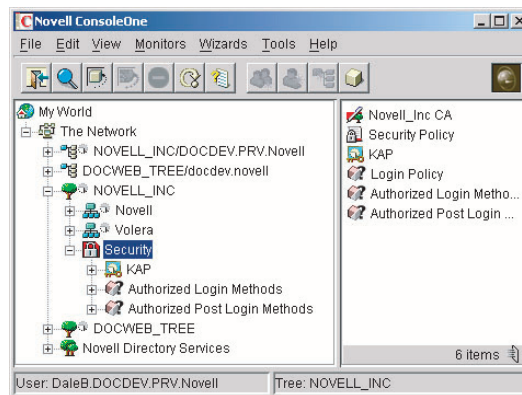 Novell ConsoleOne
File Edit View Monitors Wizards Tools Help
My World
The Network
NOVELL_INC/DOCDEV.PRV.Novell
DOCWEB_TREE/docdev.novell
NOVELL_INC
Novell
Volera
Security
KAP
Authorized Login Methods
Authorized Post Login Methods
DOCWEB_TREE
Novell Directory Services
Novell_Inc CA
Security Policy
KAP
Login Policy
Authorized Login Metho...
Authorized Post Login ...
6 items
User: DaleB.DOCDEV.PRV.Novell
Tree: NOVELL_INC